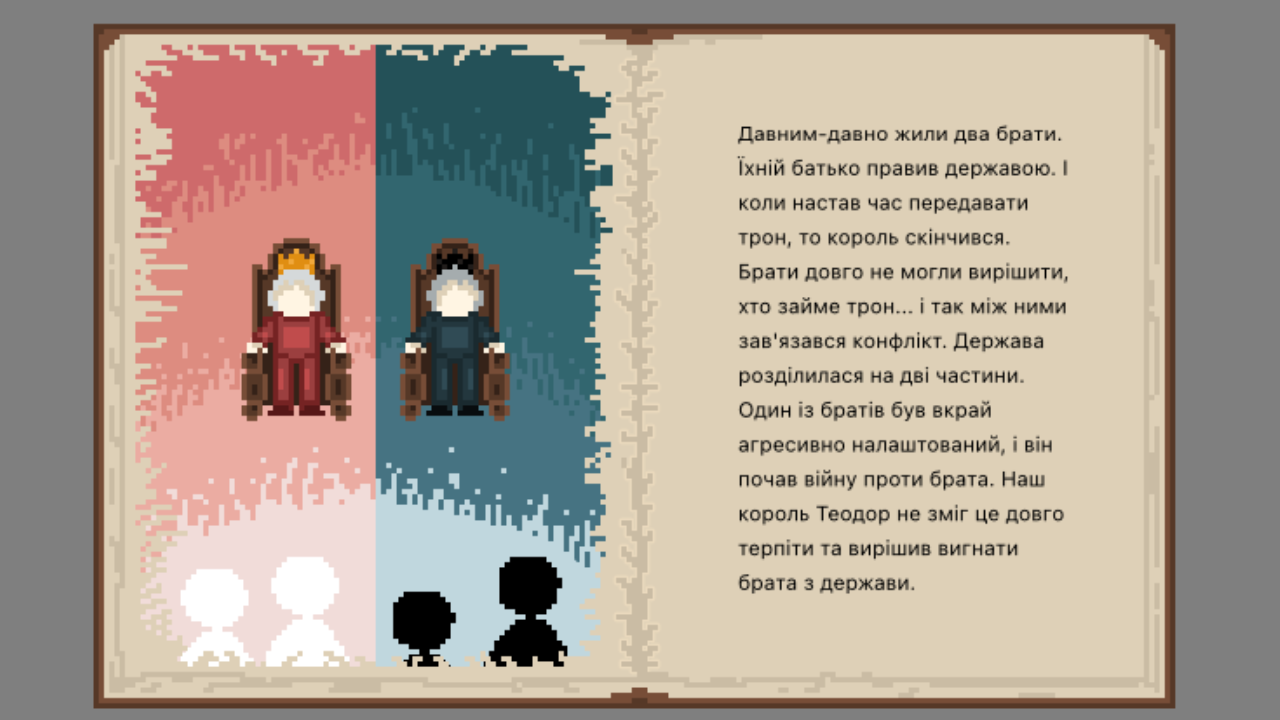 Давним-давно жили два брати.
Їхній батько правив державою. І
коли настав час передавати
трон, то король скінчився.
Брати довго не могли вирішити,
хто займе трон... і так між ними
зав'язався конфлікт. Держава
розділилася на дві частини.
Один із братів був вкрай
агресивно налаштований, і він
почав війну проти брата. Наш
король Теодор не зміг це довго
терпіти та вирішив вигнати
брата з держави.